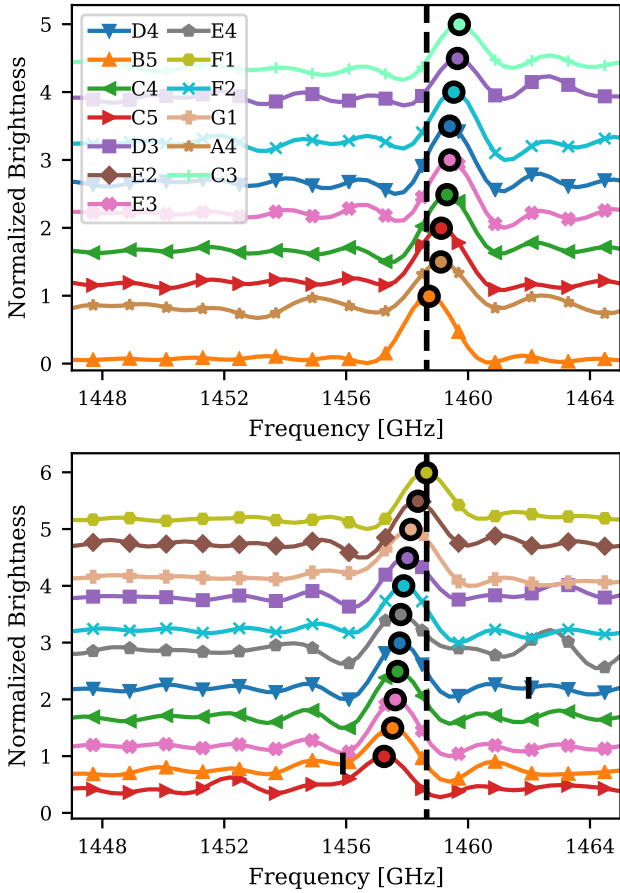 5
4
3
2
1
0
Normalized Brightness
D4
B5
C4
C5
D3
E2
E3
E4
F1
F2
G1
A4
C3
1448
1452
1456
1460
1464
Frequency [GHz]
6
5
4
3
2
1
0
Normalized Brightness
1448
1452
1456
1460
1464
Frequency [GHz]